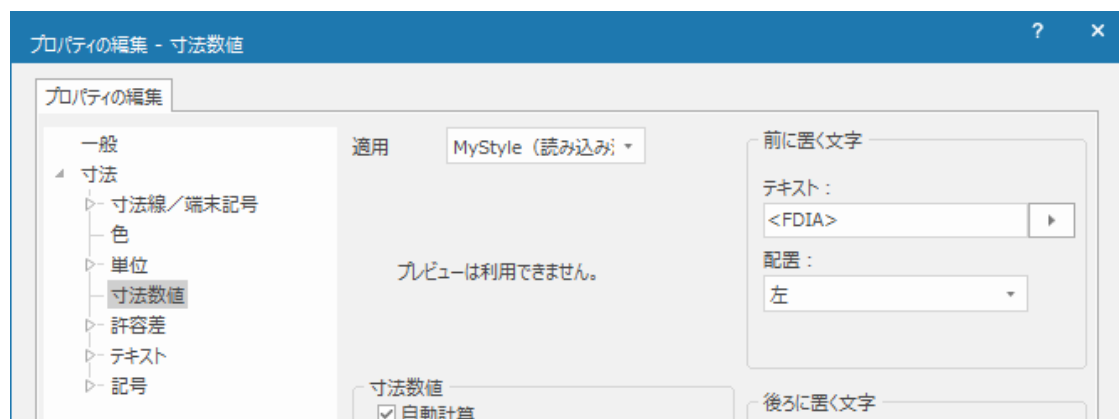 プロパティの編集 - 寸法数値
?
×
プロパティの編集
一般
寸法
寸法線／端末記号
色
単位
寸法数値
許容差
テキスト
記号
適用
MyStyle（読み込み
プレビューは利用できません。
寸法数値
自動計算
前に置く文字
テキスト：
<FDIA>
配置：
左
後ろに置く文字